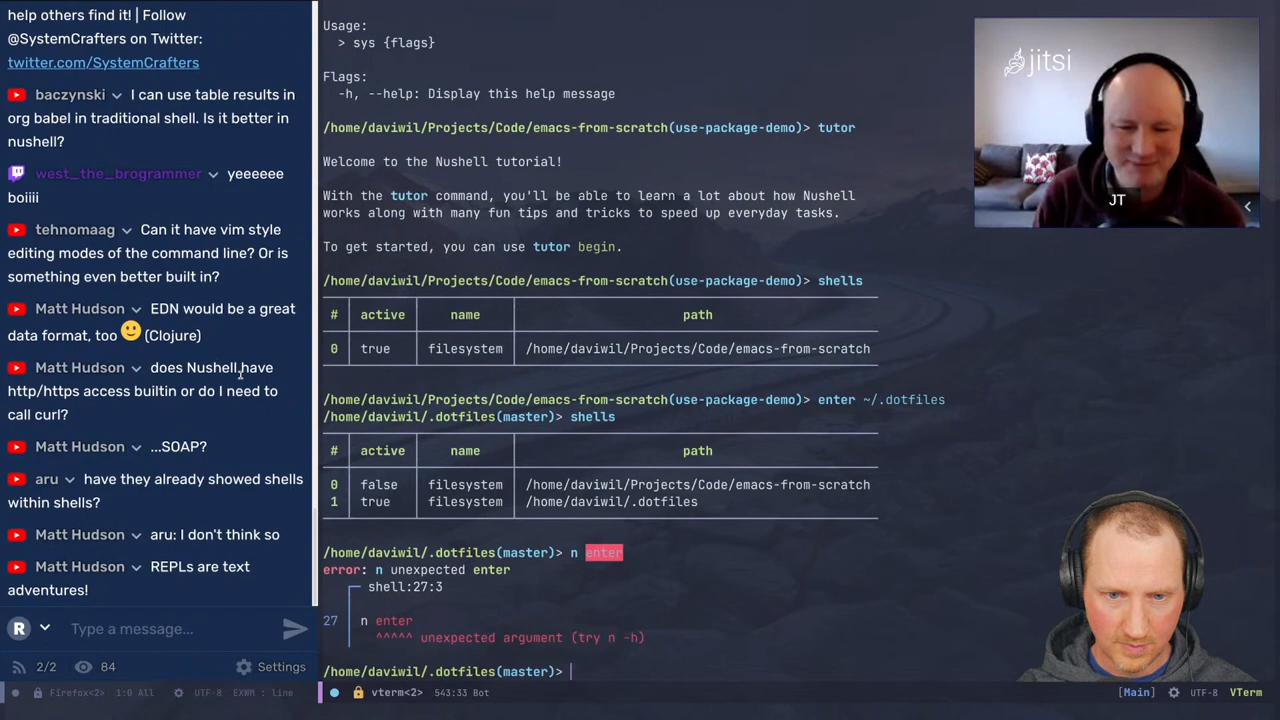 help others find it! | Follow
@SystemCrafters on Twitter:
twitter.com/SystemCrafters
baczynski I can use table results in
org babel in traditional shell. Is it better in
nushell?
west_the_brogrammer yeeeeee
boiiii
tehnomaag Can it have vim style
editing modes of the command line? Or is
something even better built in?
Matt Hudson EDN would be a great
data format, too 🙂 (Clojure)
Matt Hudson does Nushell have
http/https access builtin or do I need to
call curl?
Matt Hudson ...SOAP?
aru have they already showed shells
within shells?
Matt Hudson aru: I don't think so
Matt Hudson REPLs are text
adventures!
R Type a message...
2/2 84 Settings
Firefox<2> 1:0 All UTF-8 EXWM : line
Usage:
> sys {flags}
Flags:
-h, --help: Display this help message
/home/daviwil/Projects/Code/emacs-from-scratch(use-package-demo)> tutor
Welcome to the Nushell tutorial!
With the tutor command, you'll be able to learn a lot about how Nushell
works along with many fun tips and tricks to speed up everyday tasks.
To get started, you can use tutor begin.
/home/daviwil/Projects/Code/emacs-from-scratch(use-package-demo)> shells
# active name path
0 true filesystem /home/daviwil/Projects/Code/emacs-from-scratch
/home/daviwil/Projects/Code/emacs-from-scratch(use-package-demo)> enter ~/.dotfiles
/home/daviwil/.dotfiles(master)> shells
# active name path
0 false filesystem /home/daviwil/Projects/Code/emacs-from-scratch
1 true filesystem /home/daviwil/.dotfiles
/home/daviwil/.dotfiles(master)> n enter
error: n unexpected enter
shell:27:3
27 n enter
^^^^^ unexpected argument (try n -h)
/home/daviwil/.dotfiles(master)>
vterm<2> 543:33 Bot [Main] UTF-8 VTerm
jitsi
JT